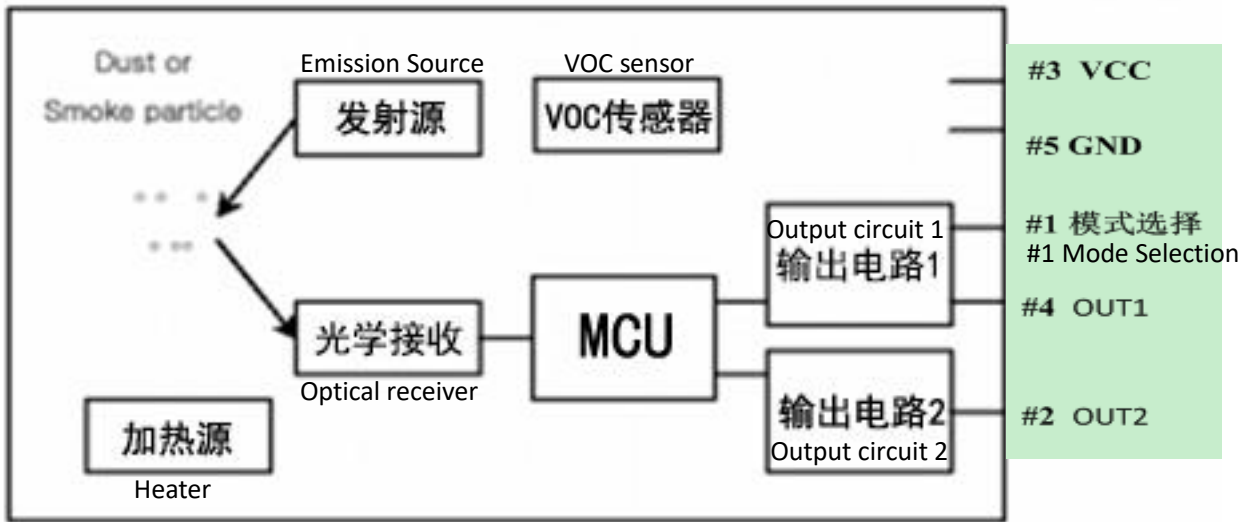 Dust or
Smoke particle
Emission Source
发射源
VOC sensor
VOC传感器
#3 VCC
#5 GND
Output circuit 1
输出电路1
#1 模式选择
#1 Mode Selection
MCU
#4 OUT1
光学接收
Optical receiver
输出电路2
Output circuit 2
#2 OUT2
加热源
Heater